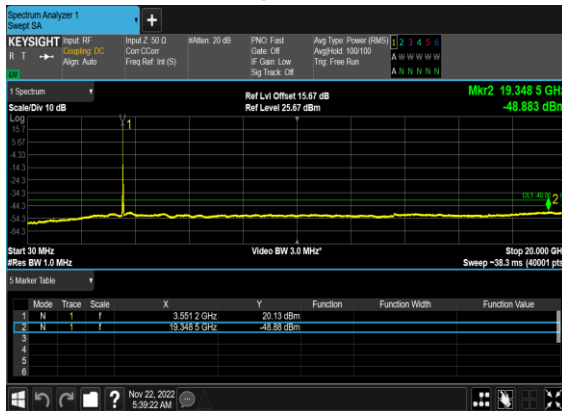 Spectrum Analyzer 1
Swept SA
KEYSIGHT Input: RF Input Z: 50 Ω #Atten: 20 dB PNO: Fast Avg Type: Power (RMS) 1 2 3 4 5 6
R T Coupling: DC Corr CCorr Gate: Off Avg|Hold: 100/100 A W W W W W
Align: Auto Freq Ref: Int (S) IF Gain: Low Trig: Free Run
Sig Track: Off A N N N N N
1 Spectrum Ref Lvl Offset 15.67 dB Mkr2 19.348 5 GHz
Scale/Div 10 dB Ref Level 25.67 dBm -48.883 dBm
Log
15.7
5.67
-4.33
-14.3
-24.3
-34.3
-44.3
-54.3
-64.3
1
DL1 -40.00
2
Start 30 MHz Video BW 3.0 MHz* Stop 20.000 GHz
#Res BW 1.0 MHz Sweep ~38.3 ms (40001 pts)
5 Marker Table
Mode Trace Scale X Y Function Function Width Function Value
1 N 1 f 3.551 2 GHz 20.13 dBm
2 N 1 f 19.348 5 GHz -48.88 dBm
3
4
5
6
? Nov 22, 2022
5:39:22 AM